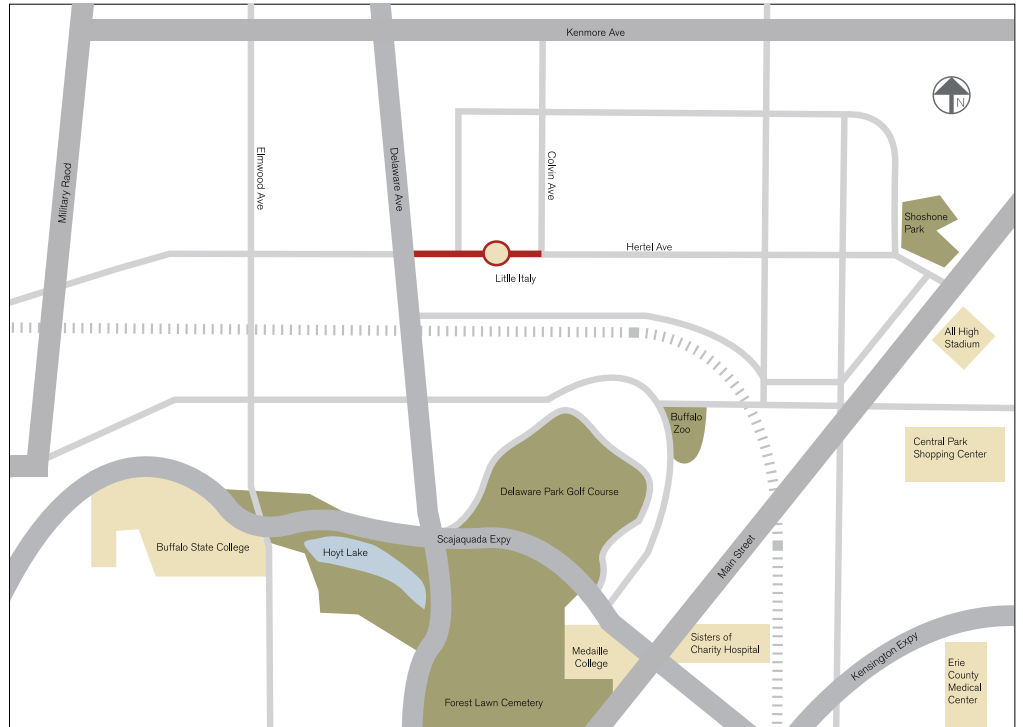 Kenmore Ave
N
Military Raod
Elmwood Ave
Delaware Ave
Colvin Ave
Shoshone
Park
Hertel Ave
Litlle Italy
All High
Stadium
Buffalo
Zoo
Central Park
Shopping Center
Delaware Park Golf Course
Scajaquada Expy
Buffalo State College
Hoyt Lake
Main Street
Sisters of
Charity Hospital
Medaille
College
Kensington Expy
Erie
County
Medical
Center
Forest Lawn Cemetery